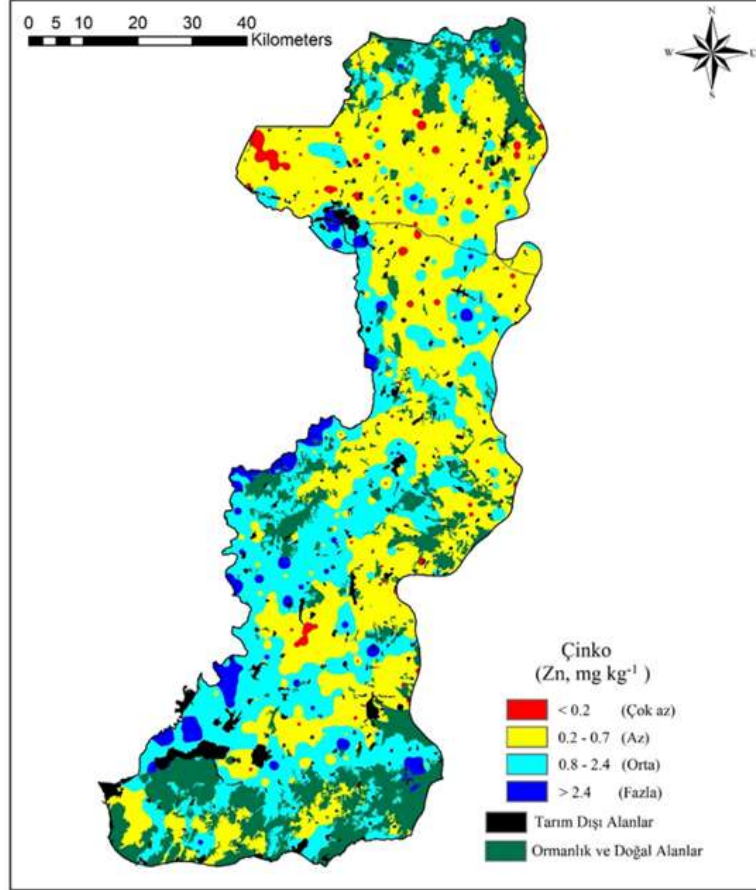 0 5 10 20 30 40
Kilometers
N
W E
S
Çinko
(Zn, mg kg⁻¹ )
< 0.2 (Çok az)
0.2 - 0.7 (Az)
0.8 - 2.4 (Orta)
> 2.4 (Fazla)
Tarım Dışı Alanlar
Ormanlık ve Doğal Alanlar